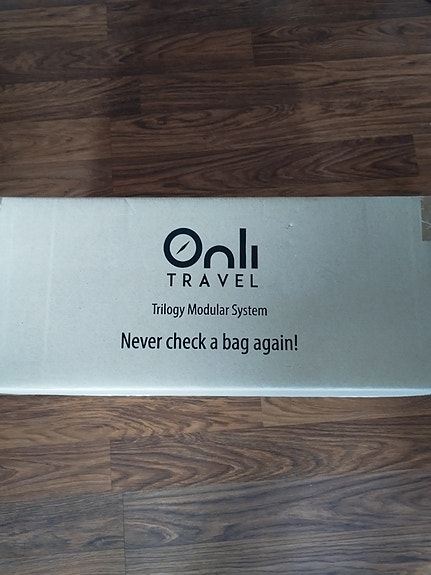 Onli
TRAVEL
Trilogy Modular System
Never check a bag again!